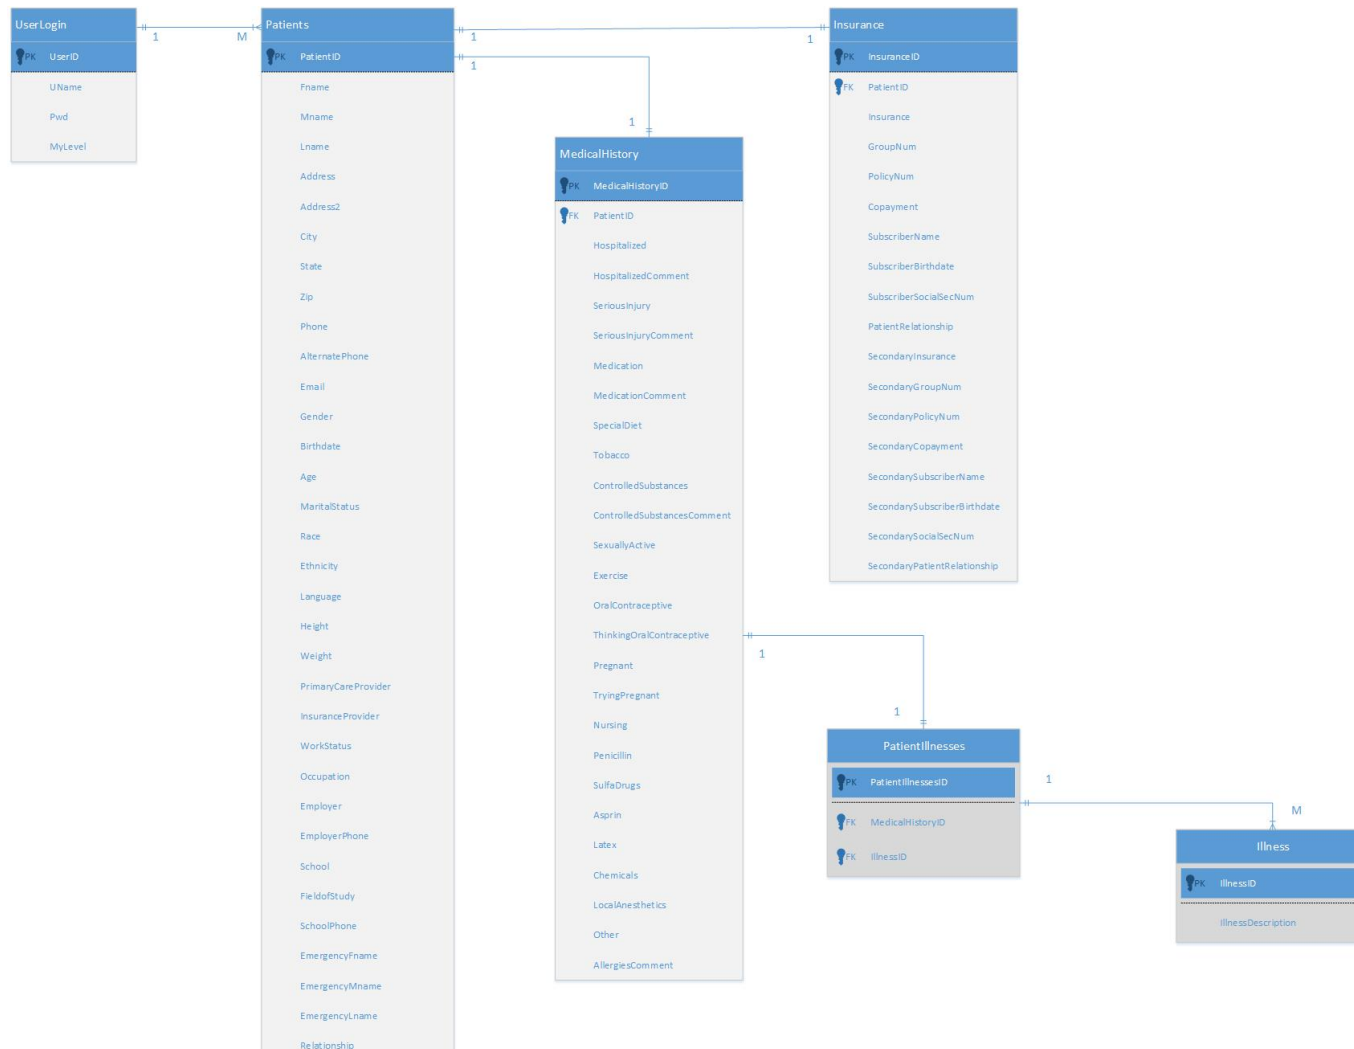 UserLogin
PK UserID
UName
Pwd
MyLevel
1
M
Patients
PK PatientID
Fname
Mname
Lname
Address
Address2
City
State
Zip
Phone
AlternatePhone
Email
Gender
Birthdate
Age
MaritalStatus
Race
Ethnicity
Language
Height
Weight
PrimaryCareProvider
InsuranceProvider
WorkStatus
Occupation
Employer
EmployerPhone
School
FieldofStudy
SchoolPhone
EmergencyFname
EmergencyMname
EmergencyLname
Relationship
1
1
1
1
MedicalHistory
PK MedicalHistoryID
FK PatientID
Hospitalized
HospitalizedComment
SeriousInjury
SeriousInjuryComment
Medication
MedicationComment
SpecialDiet
Tobacco
ControlledSubstances
ControlledSubstancesComment
SexuallyActive
Exercise
OralContraceptive
ThinkingOralContraceptive
Pregnant
TryingPregnant
Nursing
Penicillin
SulfaDrugs
Asprin
Latex
Chemicals
LocalAnesthetics
Other
AllergiesComment
Insurance
PK InsuranceID
FK PatientID
Insurance
GroupNum
PolicyNum
Copayment
SubscriberName
SubscriberBirthdate
SubscriberSocialSecNum
PatientRelationship
SecondaryInsurance
SecondaryGroupNum
SecondaryPolicyNum
SecondaryCopayment
SecondarySubscriberName
SecondarySubscriberBirthdate
SecondarySocialSecNum
SecondaryPatientRelationship
1
1
PatientIllnesses
PK PatientIllnessesID
FK MedicalHistoryID
FK IllnessID
1
M
Illness
PK IllnessID
IllnessDescription